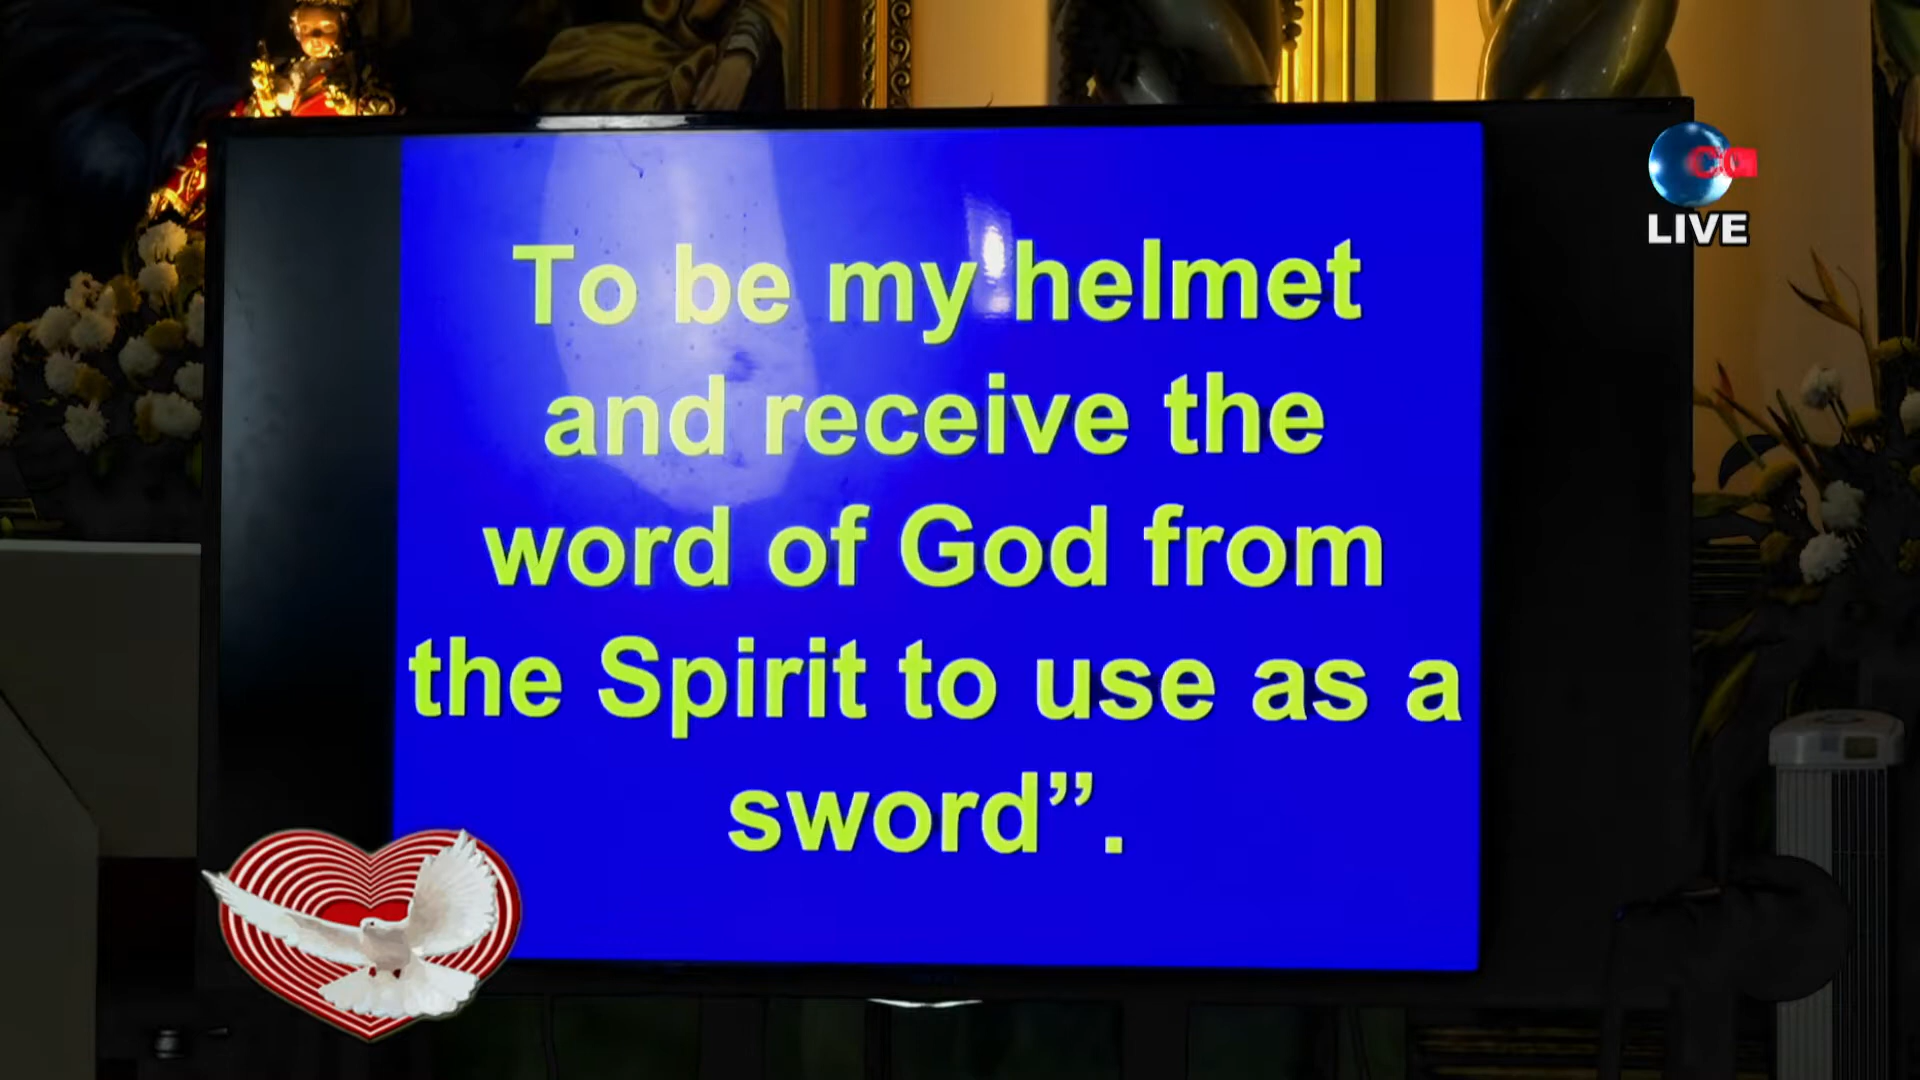 To be my helmet
and receive the
word of God from
the Spirit to use as a
sword”.
LIVE